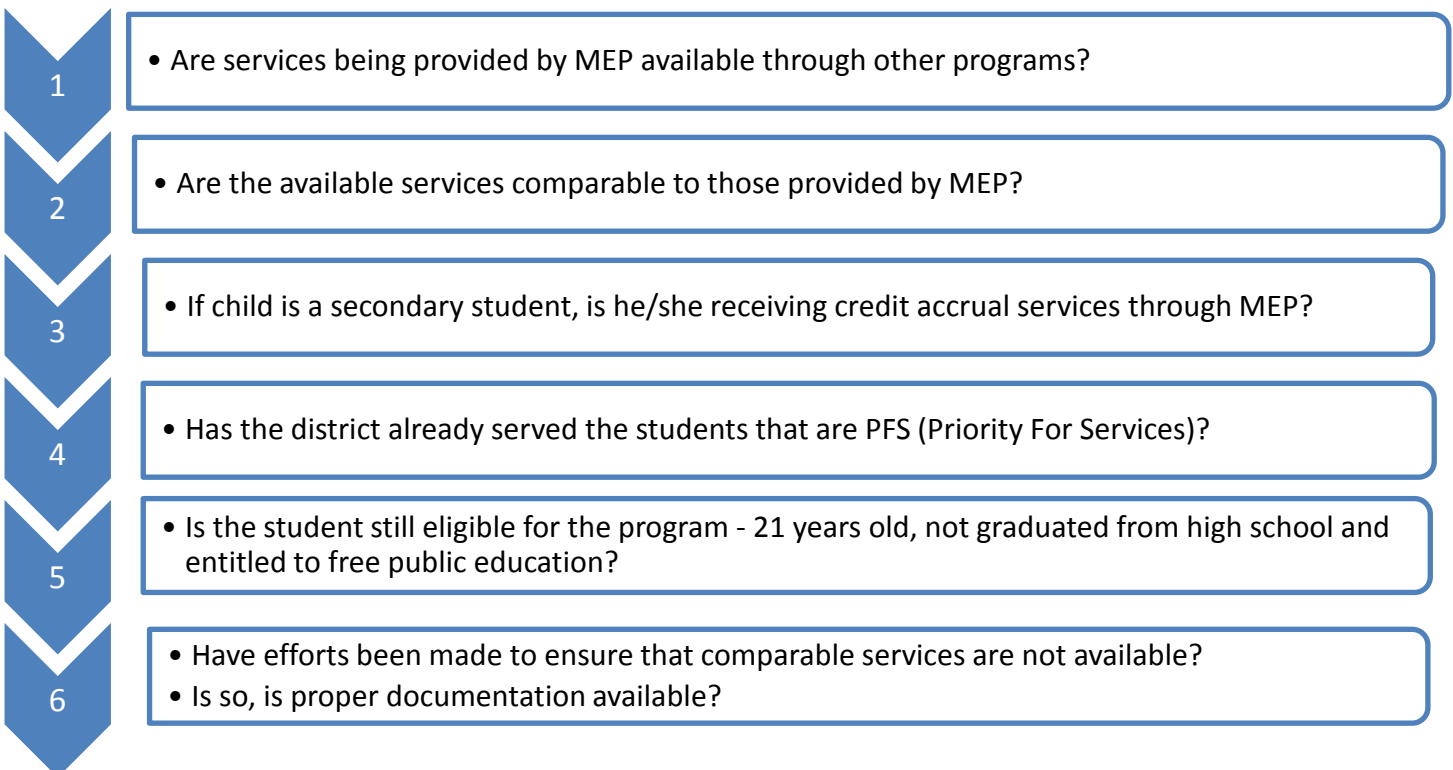 1
• Are services being provided by MEP available through other programs?
2
• Are the available services comparable to those provided by MEP?
3
• If child is a secondary student, is he/she receiving credit accrual services through MEP?
4
• Has the district already served the students that are PFS (Priority For Services)?
5
• Is the student still eligible for the program - 21 years old, not graduated from high school and
entitled to free public education?
6
• Have efforts been made to ensure that comparable services are not available?
• Is so, is proper documentation available?